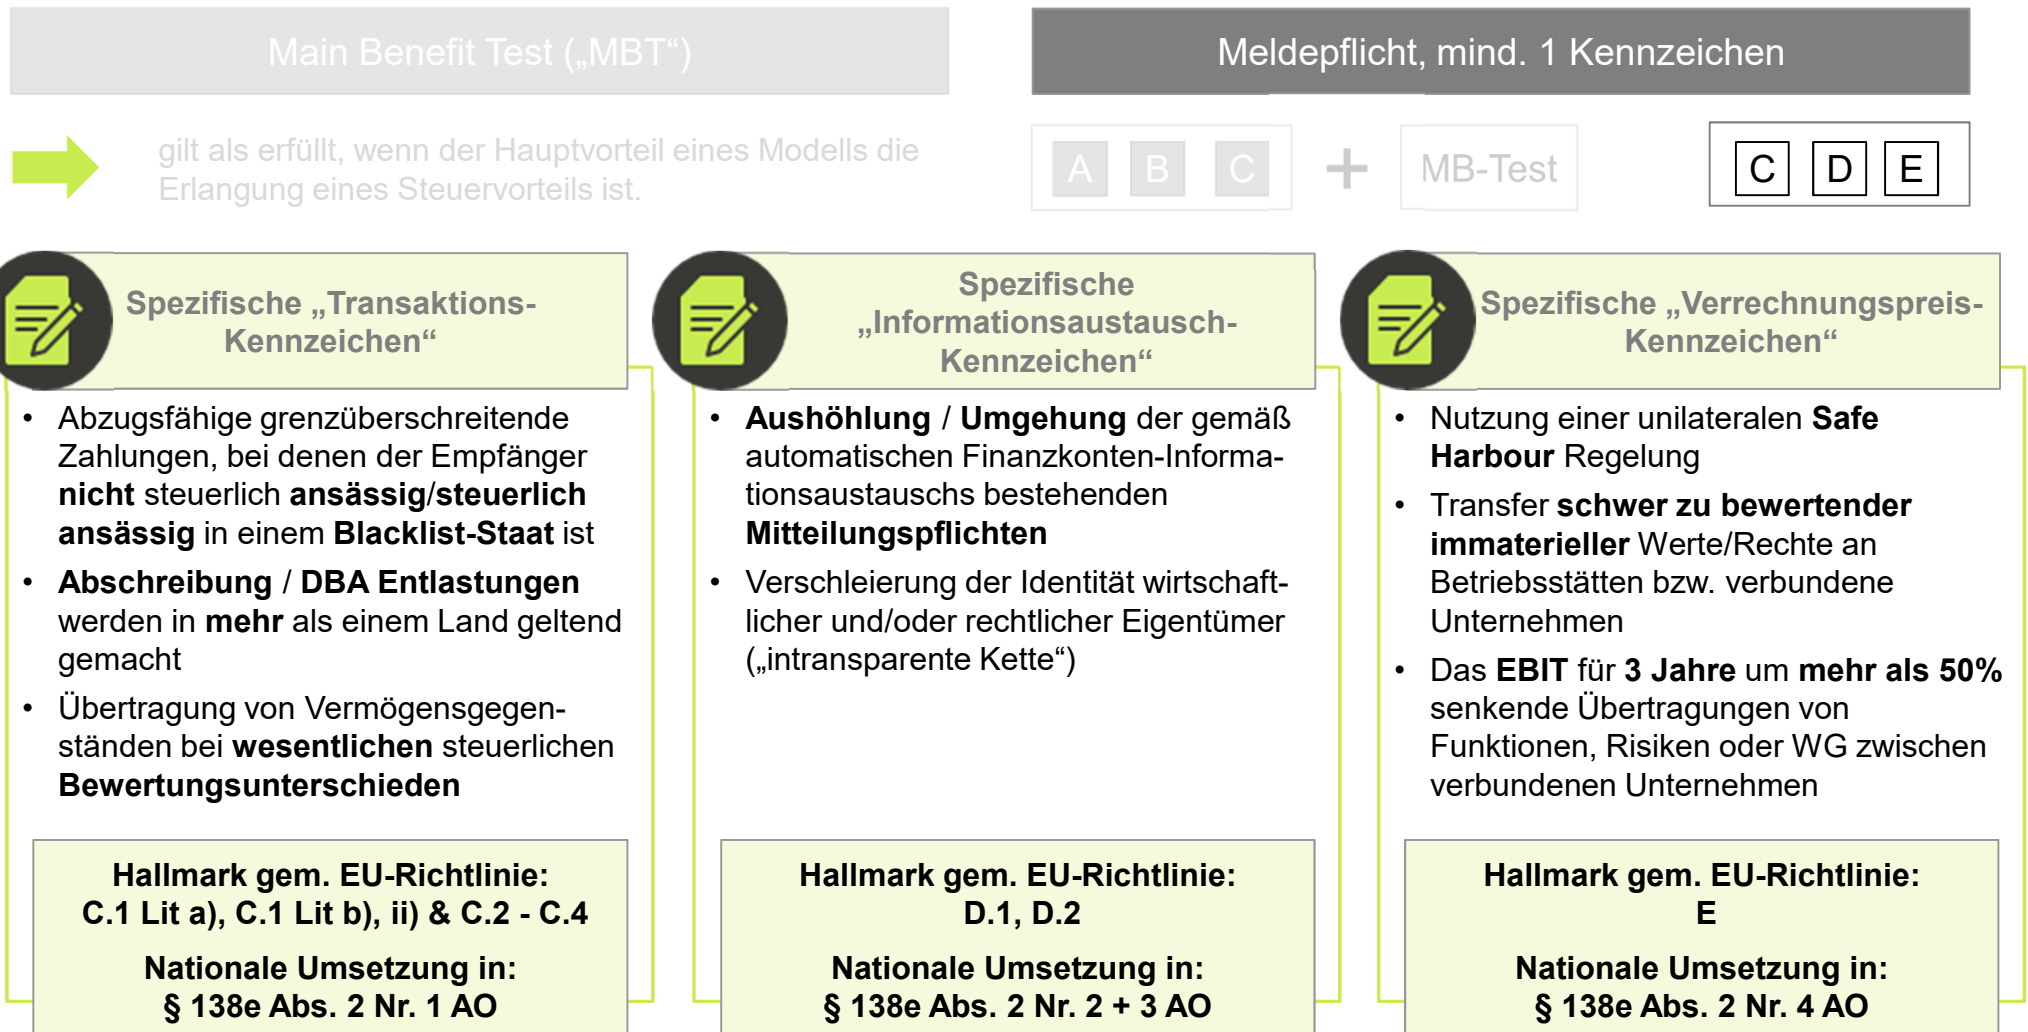 Main Benefit Test („MBT“)
Meldepflicht, mind. 1 Kennzeichen
gilt als erfüllt, wenn der Hauptvorteil eines Modells die
Erlangung eines Steuervorteils ist.
A B C + MB-Test
C D E
Spezifische „Transaktions-
Kennzeichen“
• Abzugsfähige grenzüberschreitende
Zahlungen, bei denen der Empfänger
nicht steuerlich ansässig/steuerlich
ansässig in einem Blacklist-Staat ist
• Abschreibung / DBA Entlastungen
werden in mehr als einem Land geltend
gemacht
• Übertragung von Vermögensgegen-
ständen bei wesentlichen steuerlichen
Bewertungsunterschieden
Hallmark gem. EU-Richtlinie:
C.1 Lit a), C.1 Lit b), ii) & C.2 - C.4
Nationale Umsetzung in:
§ 138e Abs. 2 Nr. 1 AO
Spezifische
„Informationsaustausch-
Kennzeichen“
• Aushöhlung / Umgehung der gemäß
automatischen Finanzkonten-Informa-
tionsaustauschs bestehenden
Mitteilungspflichten
• Verschleierung der Identität wirtschaft-
licher und/oder rechtlicher Eigentümer
(„intransparente Kette“)
Hallmark gem. EU-Richtlinie:
D.1, D.2
Nationale Umsetzung in:
§ 138e Abs. 2 Nr. 2 + 3 AO
Spezifische „Verrechnungspreis-
Kennzeichen“
• Nutzung einer unilateralen Safe
Harbour Regelung
• Transfer schwer zu bewertender
immaterieller Werte/Rechte an
Betriebsstätten bzw. verbundene
Unternehmen
• Das EBIT für 3 Jahre um mehr als 50%
senkende Übertragungen von
Funktionen, Risiken oder WG zwischen
verbundenen Unternehmen
Hallmark gem. EU-Richtlinie:
E
Nationale Umsetzung in:
§ 138e Abs. 2 Nr. 4 AO